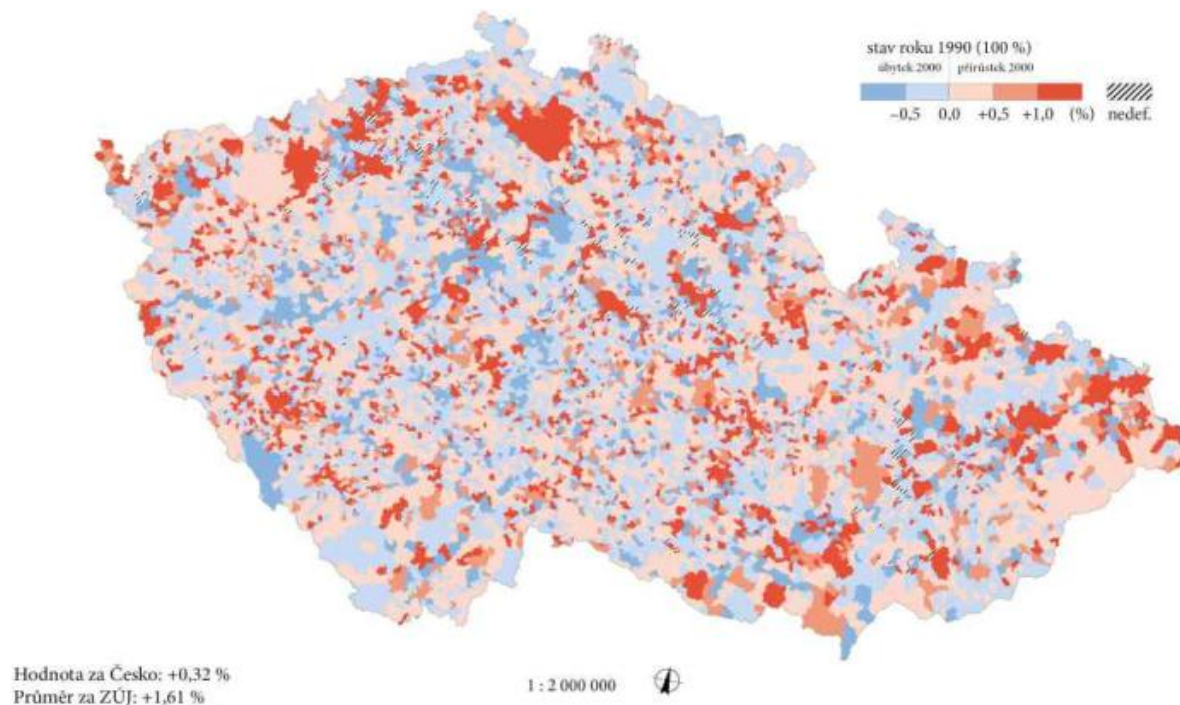 stav roku 1990 (100 %)
úbytek 2000 přírůstek 2000
–0,5 0,0 +0,5 +1,0 (%) nedef.
Hodnota za Česko: +0,32 %
Průměr za ZÚJ: +1,61 %
1 : 2 000 000